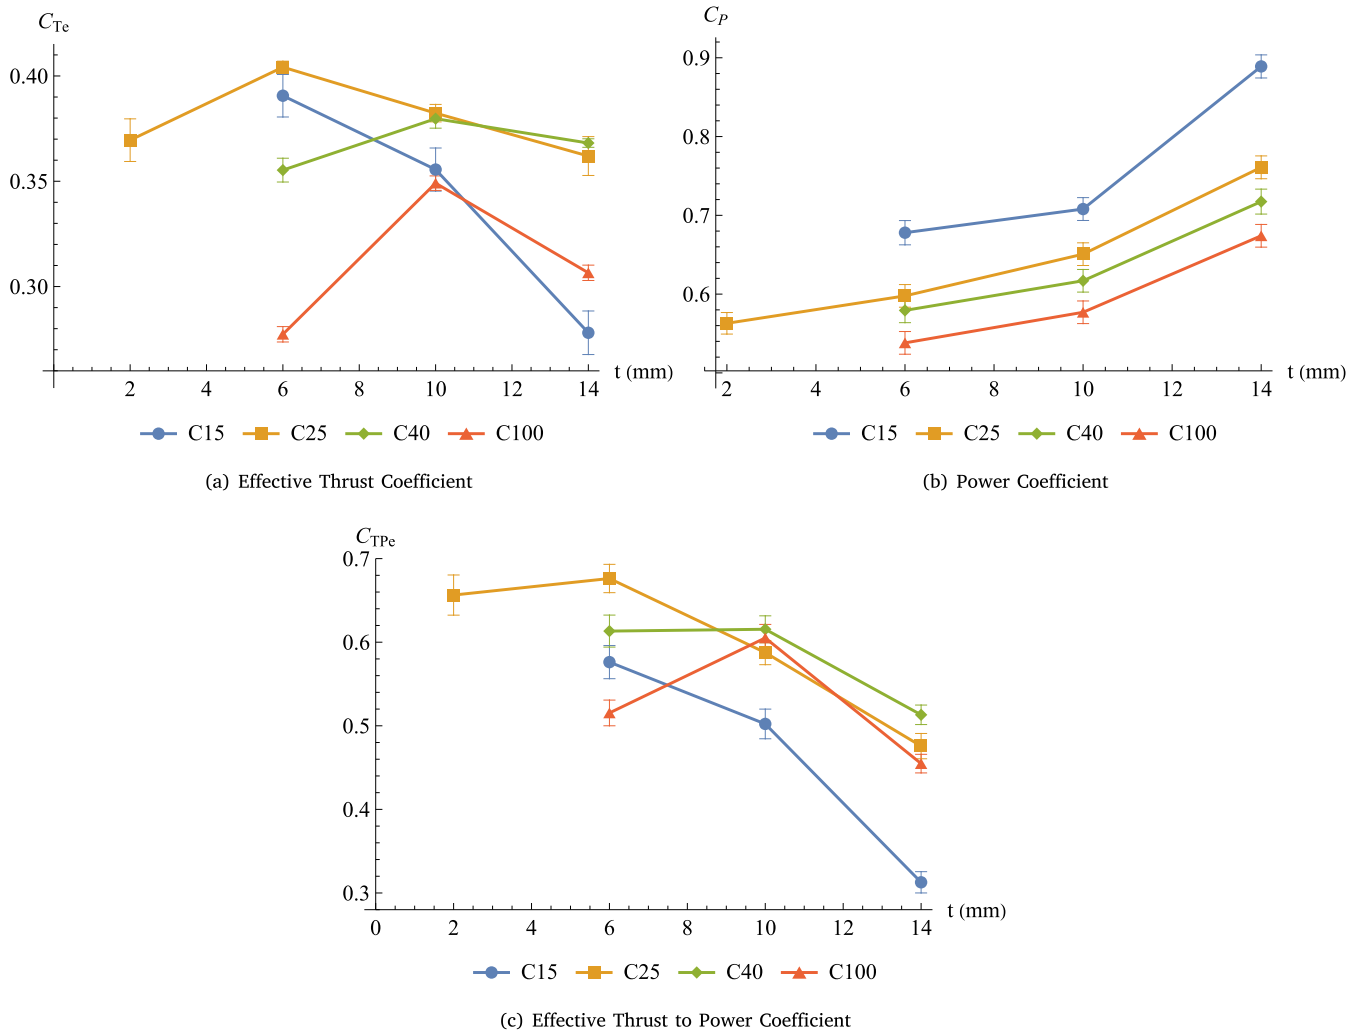 C_Te
0.40
0.35
0.30
2 4 6 8 10 12 14 t (mm)
C15 C25 C40 C100
(a) Effective Thrust Coefficient
C_P
0.9
0.8
0.7
0.6
2 4 6 8 10 12 14 t (mm)
C15 C25 C40 C100
(b) Power Coefficient
C_TPe
0.7
0.6
0.5
0.4
0.3
0 2 4 6 8 10 12 14 t (mm)
C15 C25 C40 C100
(c) Effective Thrust to Power Coefficient